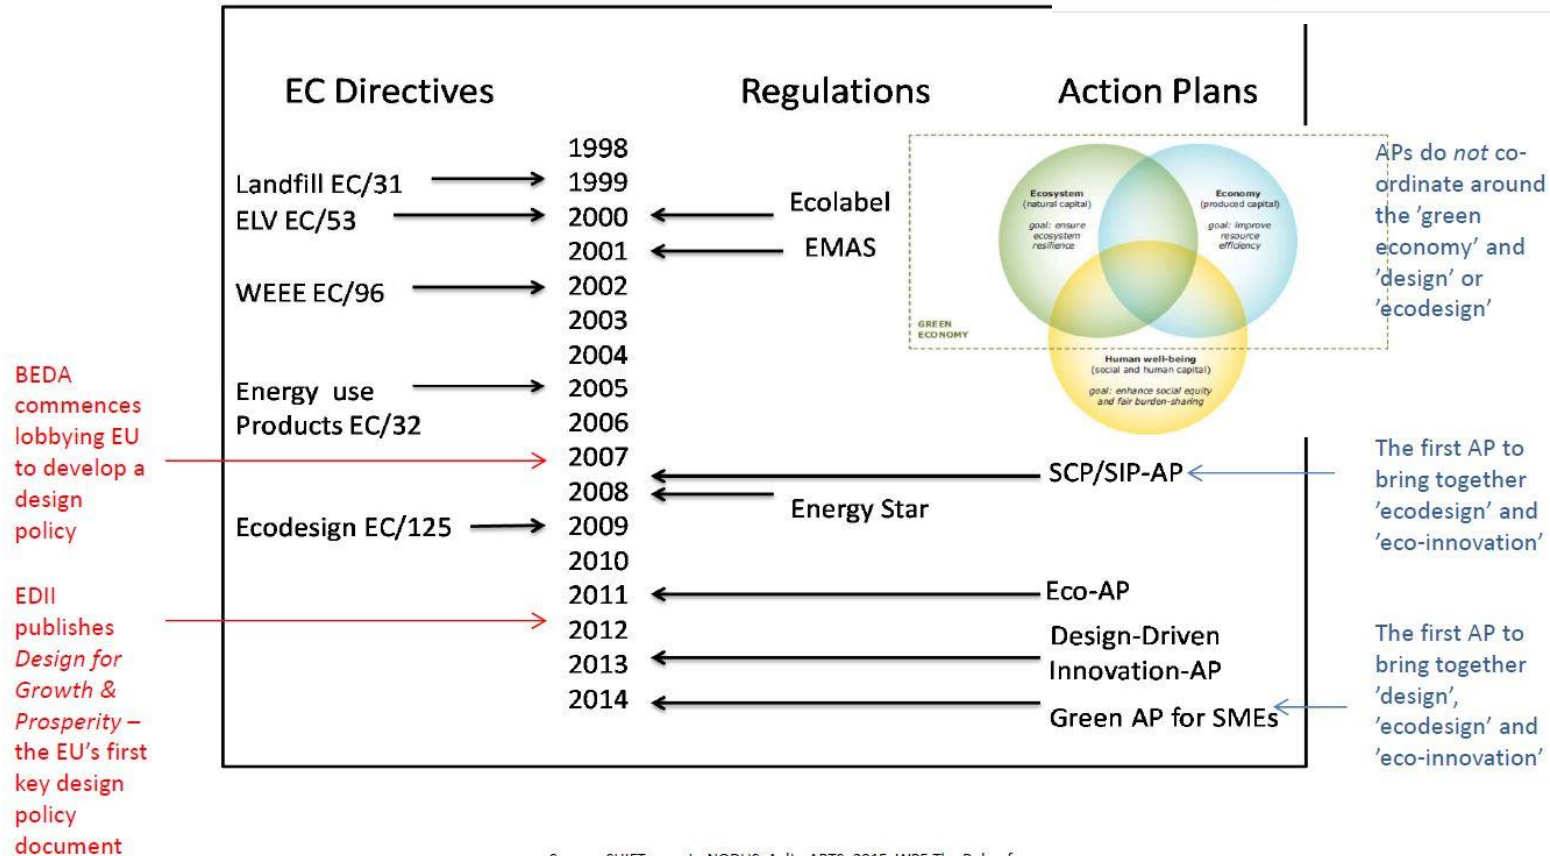 EC Directives
Regulations
Action Plans
1998
1999
2000
2001
2002
2003
2004
2005
2006
2007
2008
2009
2010
2011
2012
2013
2014
Landfill EC/31
ELV EC/53
WEEE EC/96
Energy use
Products EC/32
Ecodesign EC/125
Ecolabel
EMAS
Energy Star
Ecosystem
(natural capital)
goal: ensure
ecosystem
resilience
Economy
(produced capital)
goal: improve
resource
efficiency
GREEN
ECONOMY
Human well-being
(social and human capital)
goal: enhance social equity
and fair burden-sharing
SCP/SIP-AP
Eco-AP
Design-Driven
Innovation-AP
Green AP for SMEs
BEDA
commences
lobbying EU
to develop a
design
policy
EDII
publishes
Design for
Growth &
Prosperity –
the EU's first
key design
policy
document
APs do not co-
ordinate around
the 'green
economy' and
'design' or
'ecodesign'
The first AP to
bring together
'ecodesign' and
'eco-innovation'
The first AP to
bring together
'design',
'ecodesign' and
'eco-innovation'